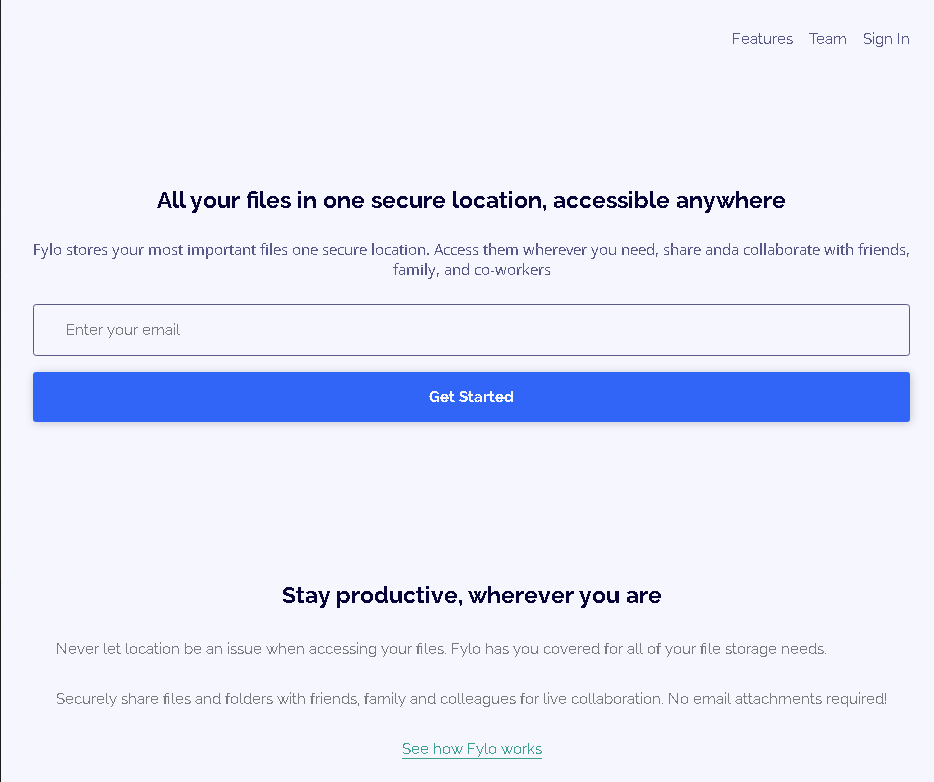 Features Team Sign In
All your files in one secure location, accessible anywhere
Fylo stores your most important files one secure location. Access them wherever you need, share anda collaborate with friends,
family, and co-workers
Enter your email
Get Started
Stay productive, wherever you are
Never let location be an issue when accessing your files. Fylo has you covered for all of your file storage needs.
Securely share files and folders with friends, family and colleagues for live collaboration. No email attachments required!
See how Fylo works